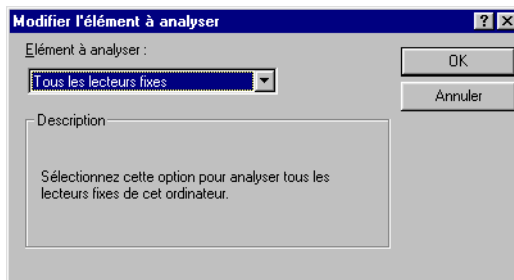 Modifier l'élément à analyser
Elément à analyser :
Tous les lecteurs fixes
OK
Annuler
Description
Sélectionnez cette option pour analyser tous les
lecteurs fixes de cet ordinateur.